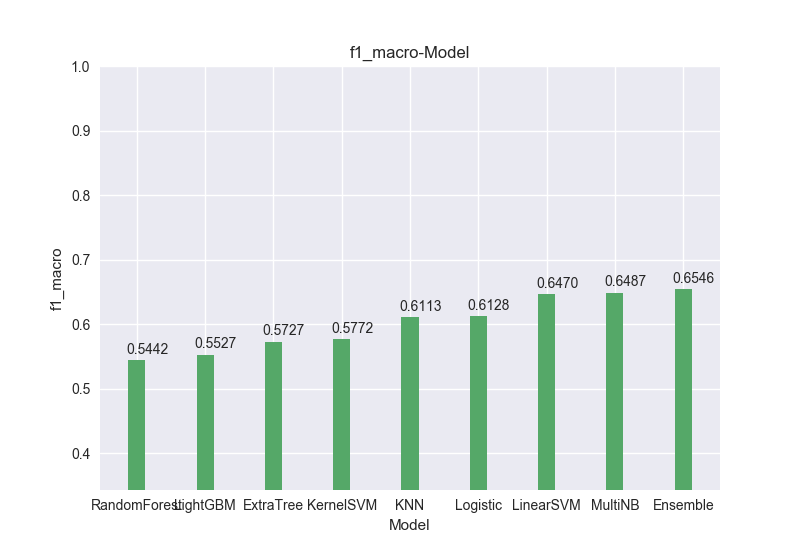 f1_macro-Model
1.0
0.9
0.8
0.7
0.6
0.5
0.4
f1_macro
0.5442 0.5527 0.5727 0.5772 0.6113 0.6128 0.6470 0.6487 0.6546
RandomForest LightGBM ExtraTree KernelSVM KNN Logistic LinearSVM MultiNB Ensemble
Model